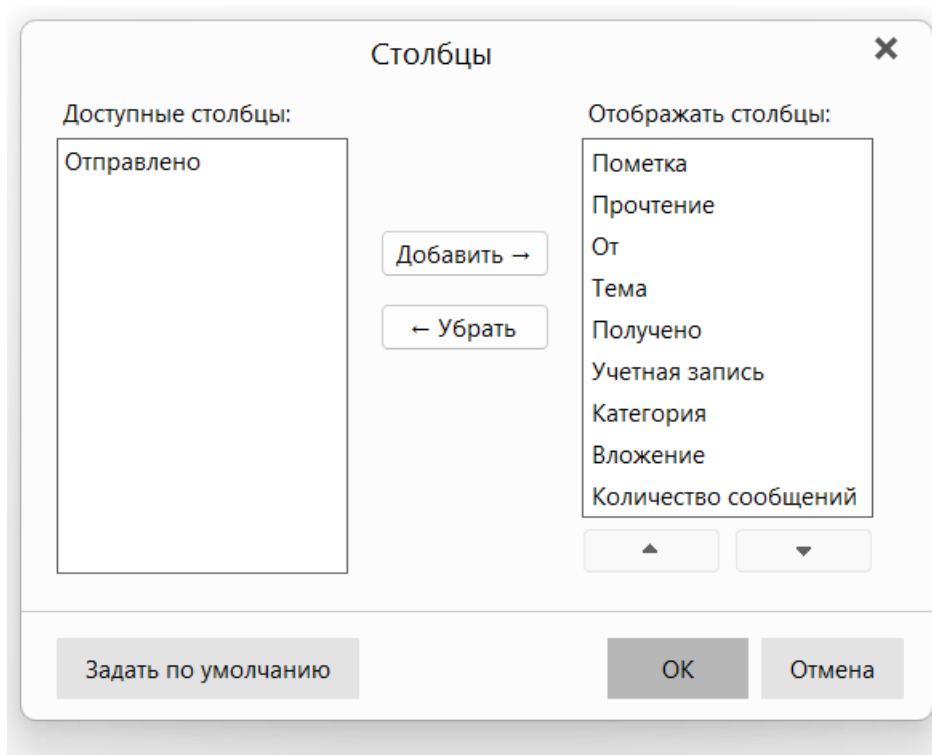 Столбцы
Доступные столбцы:
Отправлено
Добавить →
← Убрать
Отображать столбцы:
Пометка
Прочтение
От
Тема
Получено
Учетная запись
Категория
Вложение
Количество сообщений
Задать по умолчанию
ОК
Отмена